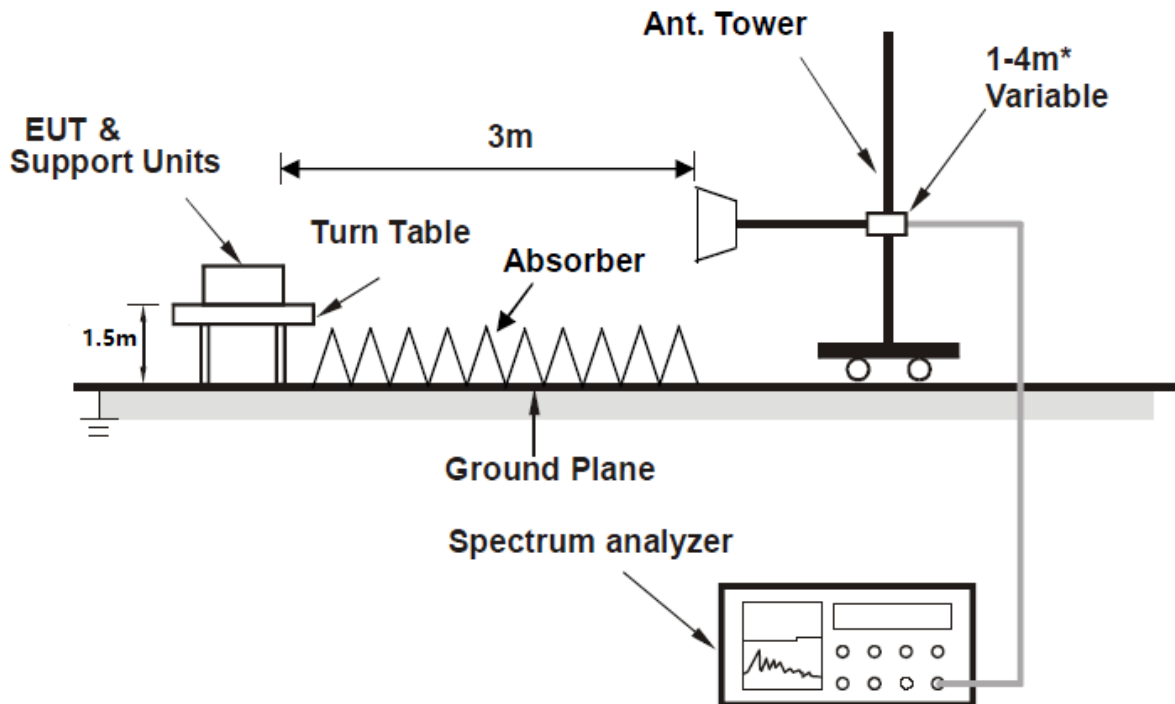 Ant. Tower
1-4m*
Variable
EUT &
Support Units
3m
Turn Table
Absorber
1.5m
Ground Plane
Spectrum analyzer